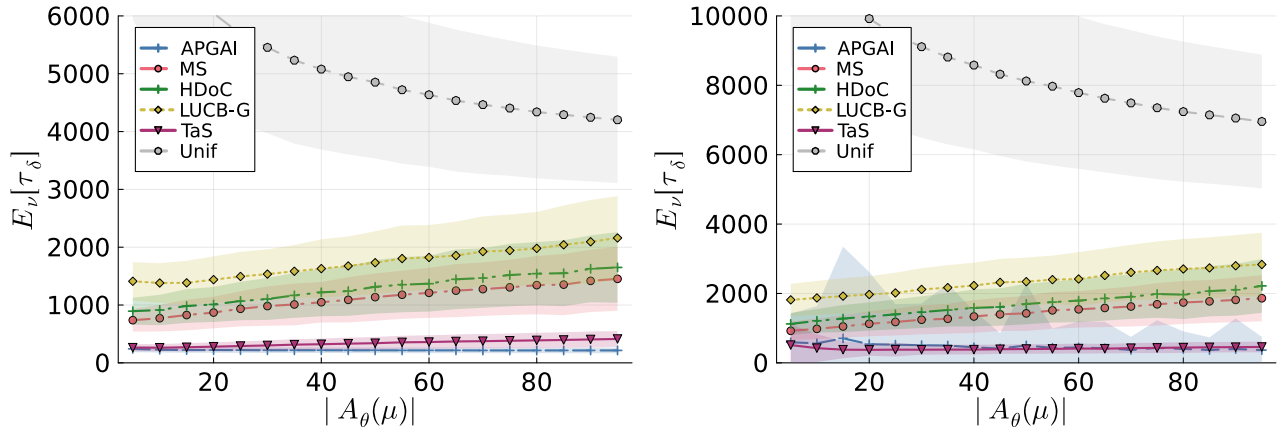 6000
5000
4000
3000
2000
1000
0
E_ν[τ_δ]
APGAI
MS
HDoC
LUCB-G
TaS
Unif
20
40
60
80
| A_θ(μ)|
10000
8000
6000
4000
2000
0
E_ν[τ_δ]
APGAI
MS
HDoC
LUCB-G
TaS
Unif
20
40
60
80
| A_θ(μ)|